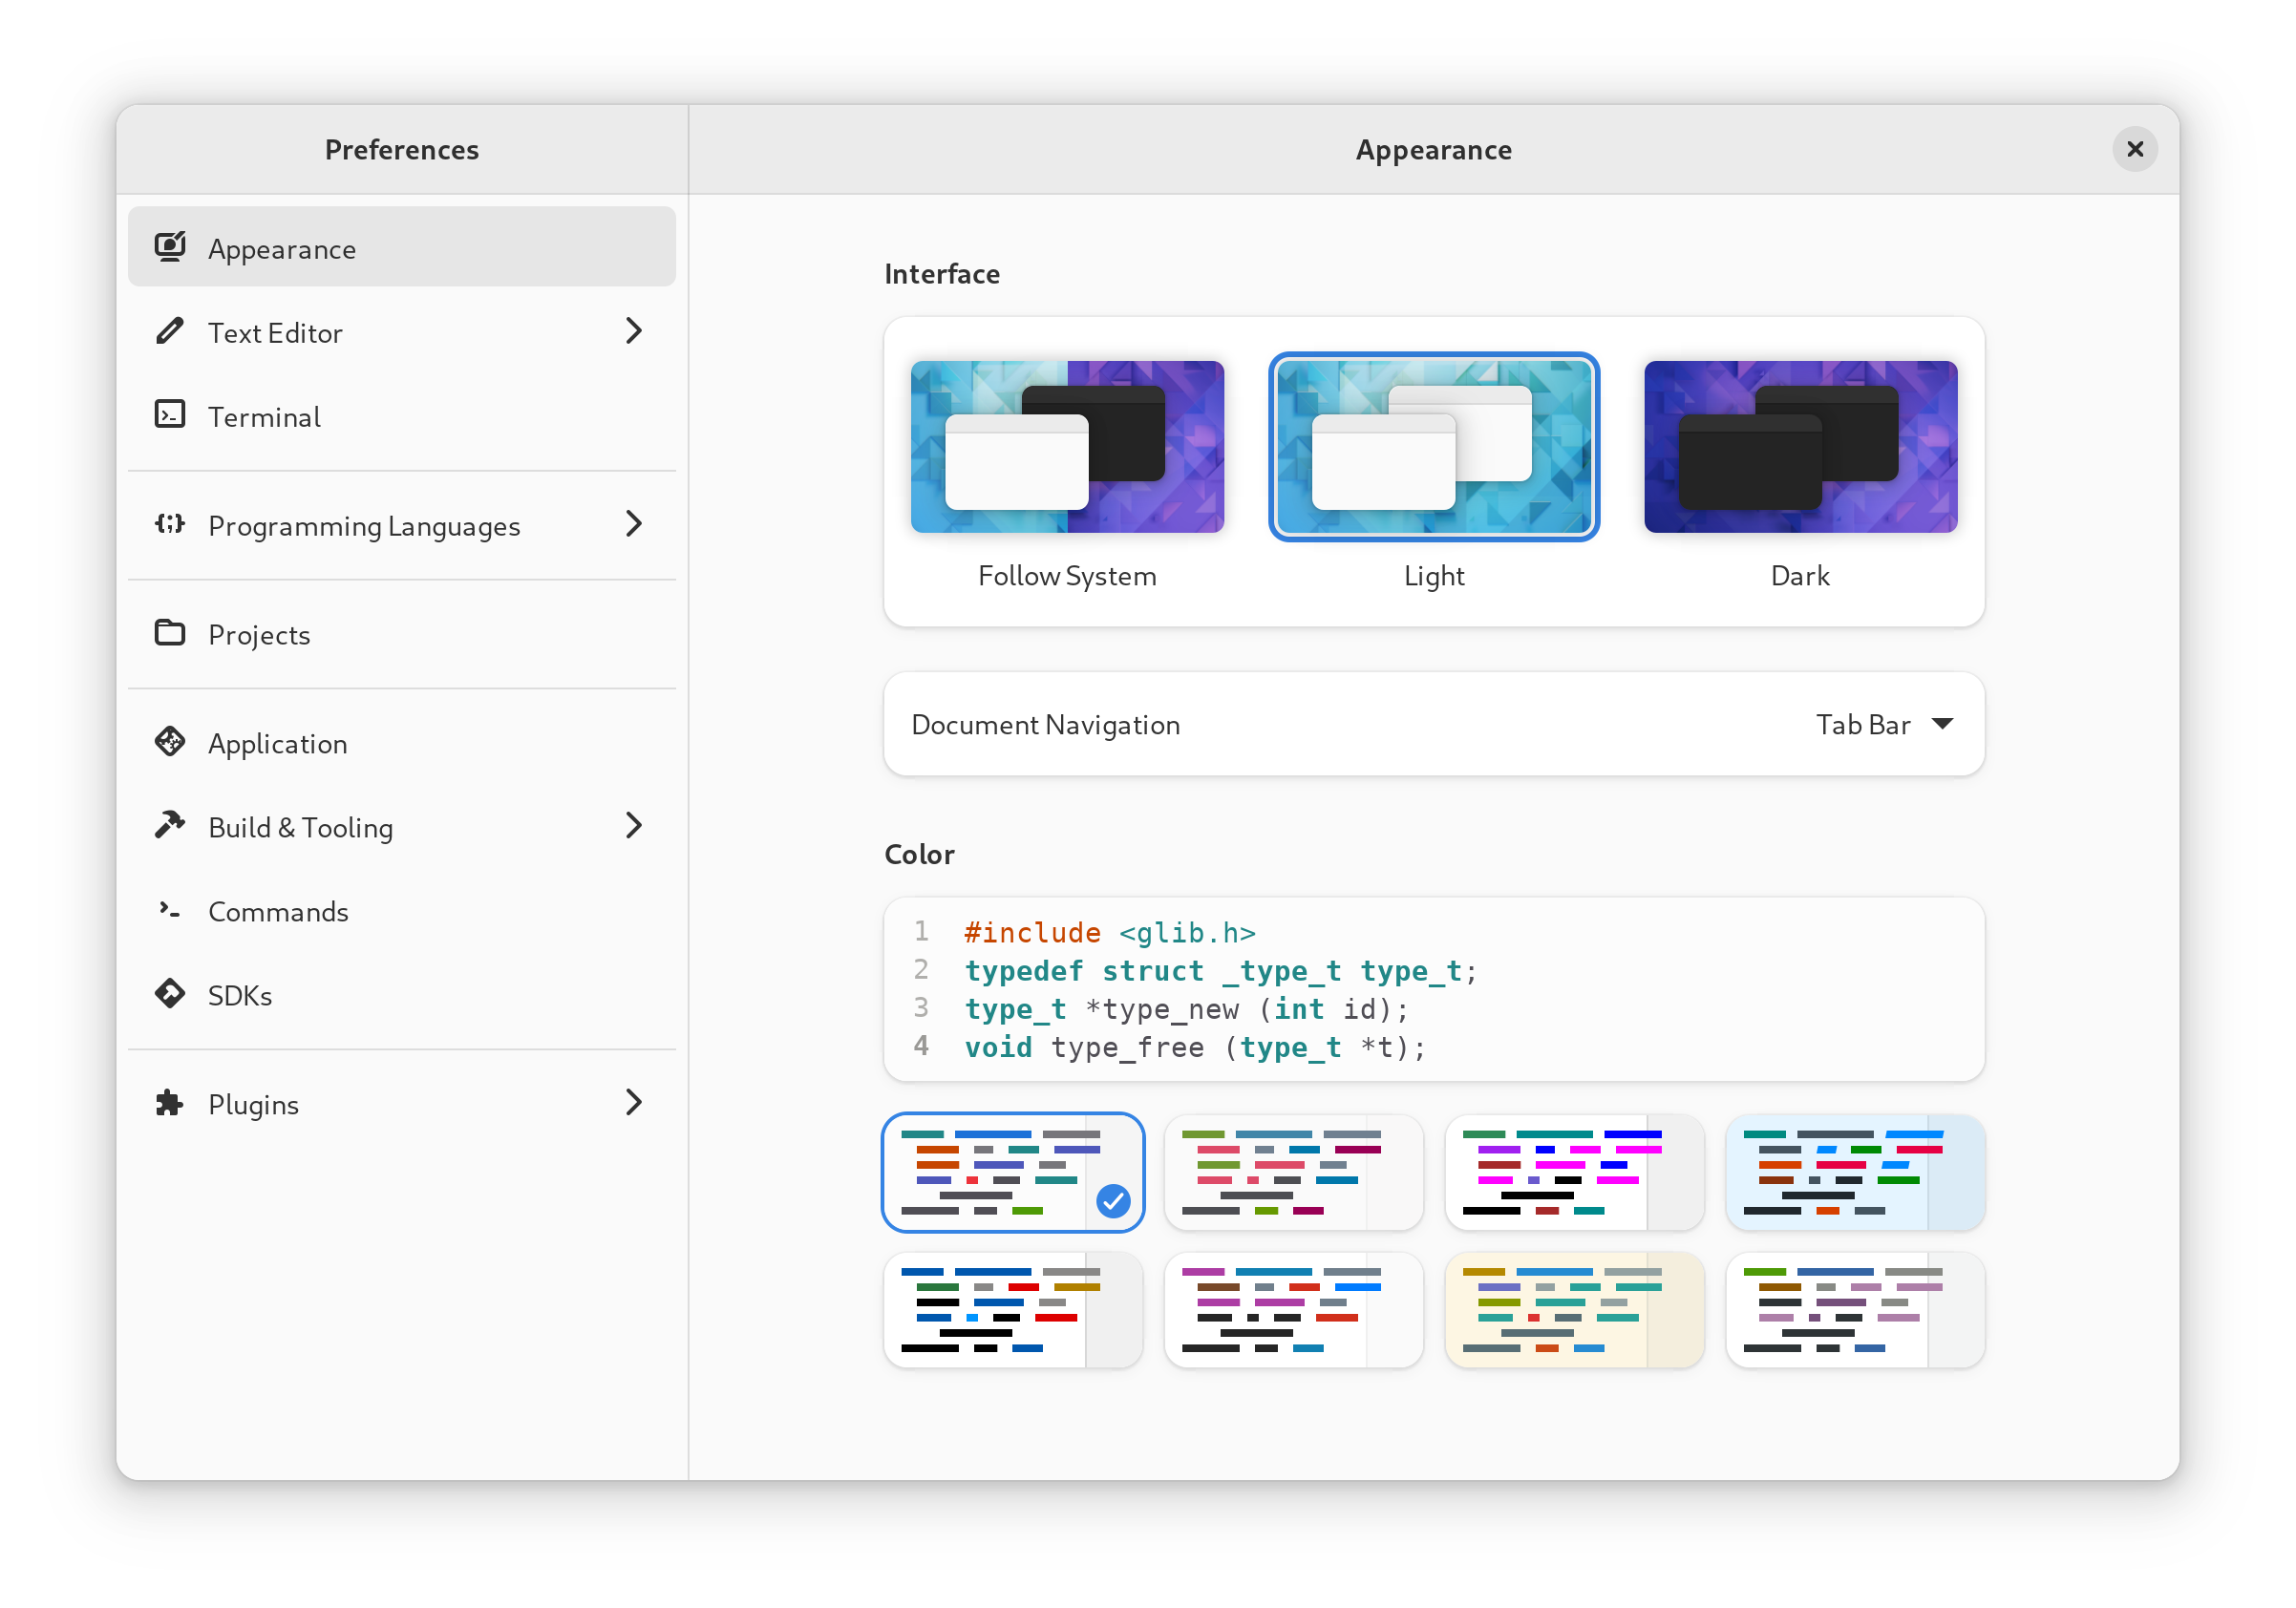 Preferences
Appearance
Appearance
Text Editor
Terminal
Programming Languages
Projects
Application
Build & Tooling
Commands
SDKs
Plugins
Interface
Follow System
Light
Dark
Document Navigation
Tab Bar
Color
1 #include <glib.h>
2 typedef struct _type_t type_t;
3 type_t *type_new (int id);
4 void type_free (type_t *t);